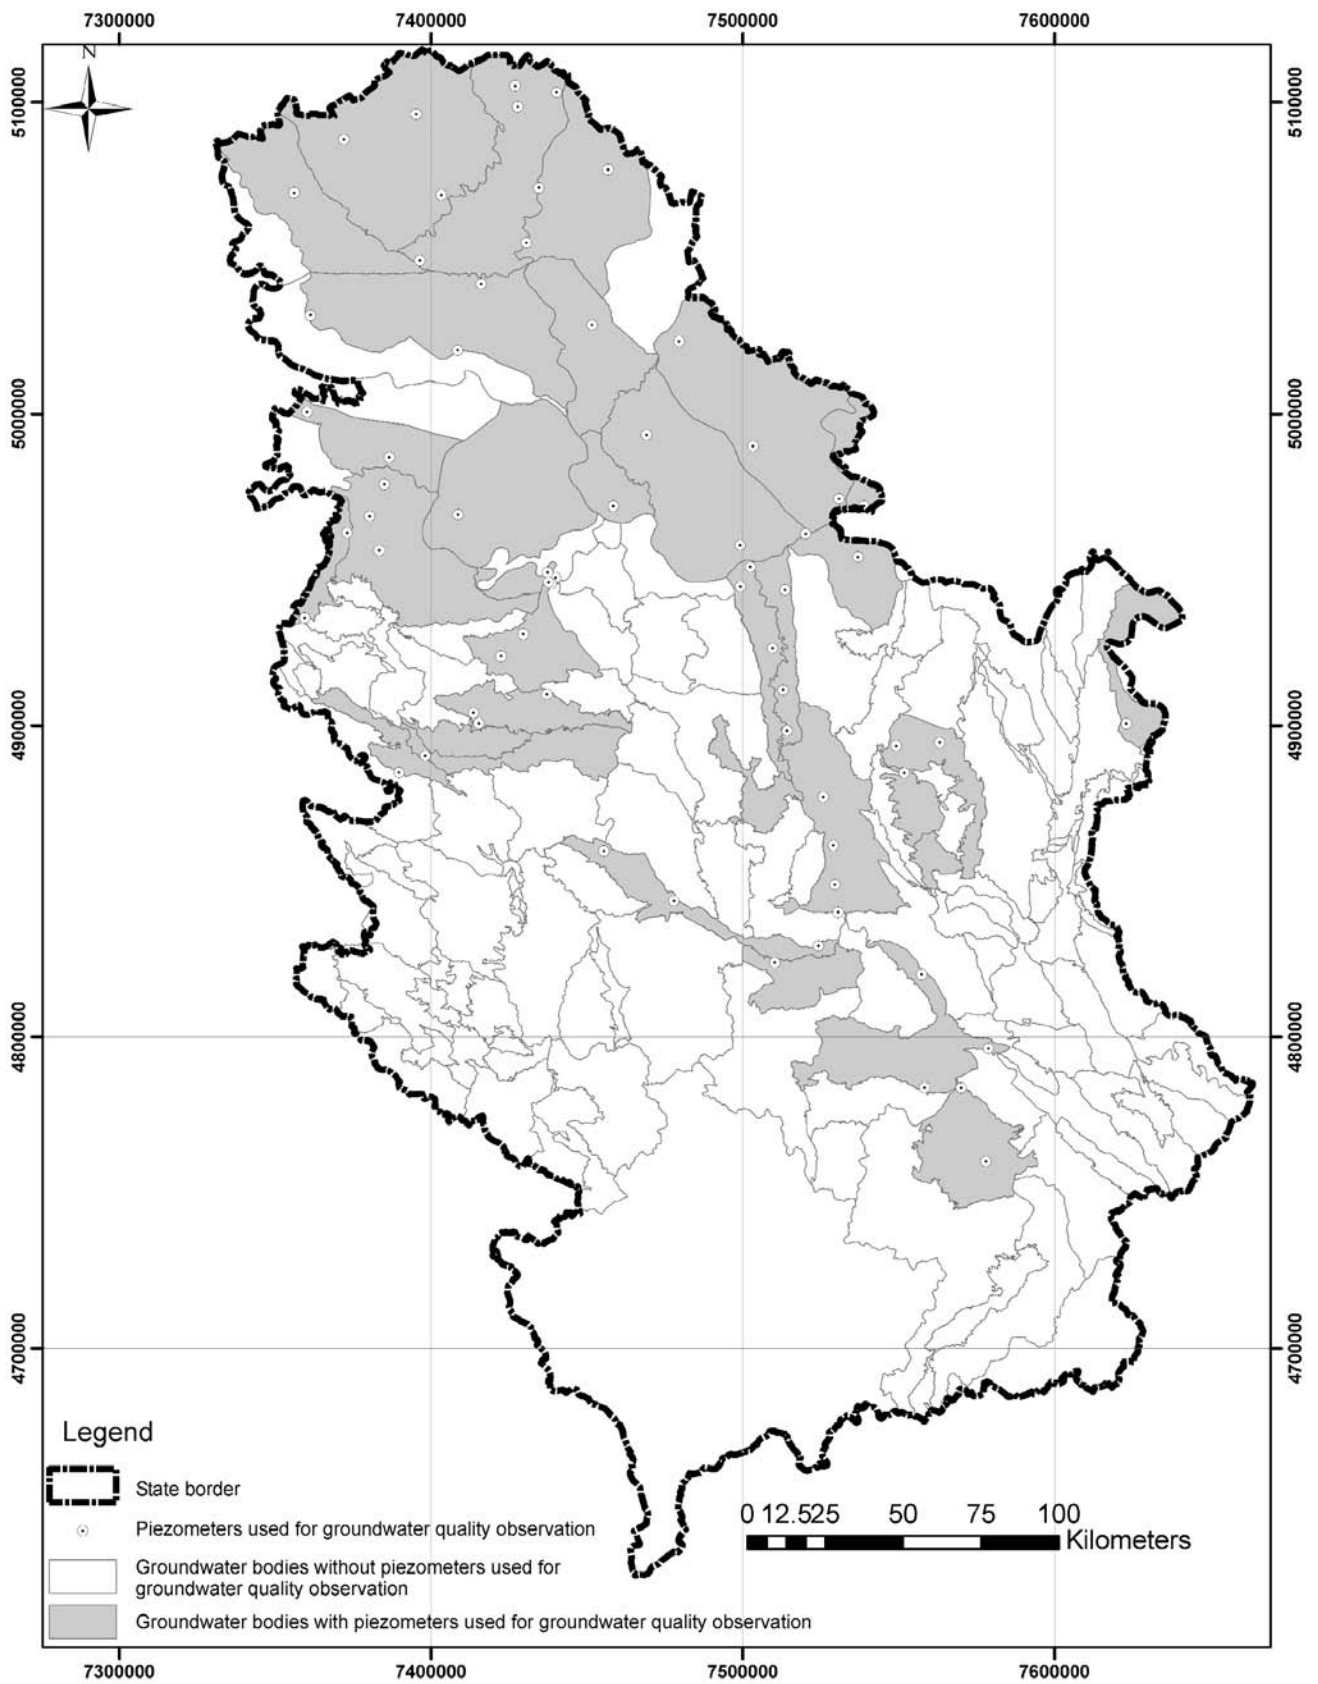 7300000 7400000 7500000 7600000
N
5100000 5100000
5000000 5000000
4900000 4900000
4800000 4800000
4700000 4700000
Legend
State border
Piezometers used for groundwater quality observation
Groundwater bodies without piezometers used for
groundwater quality observation
Groundwater bodies with piezometers used for groundwater quality observation
0 12.525 50 75 100
Kilometers
7300000 7400000 7500000 7600000